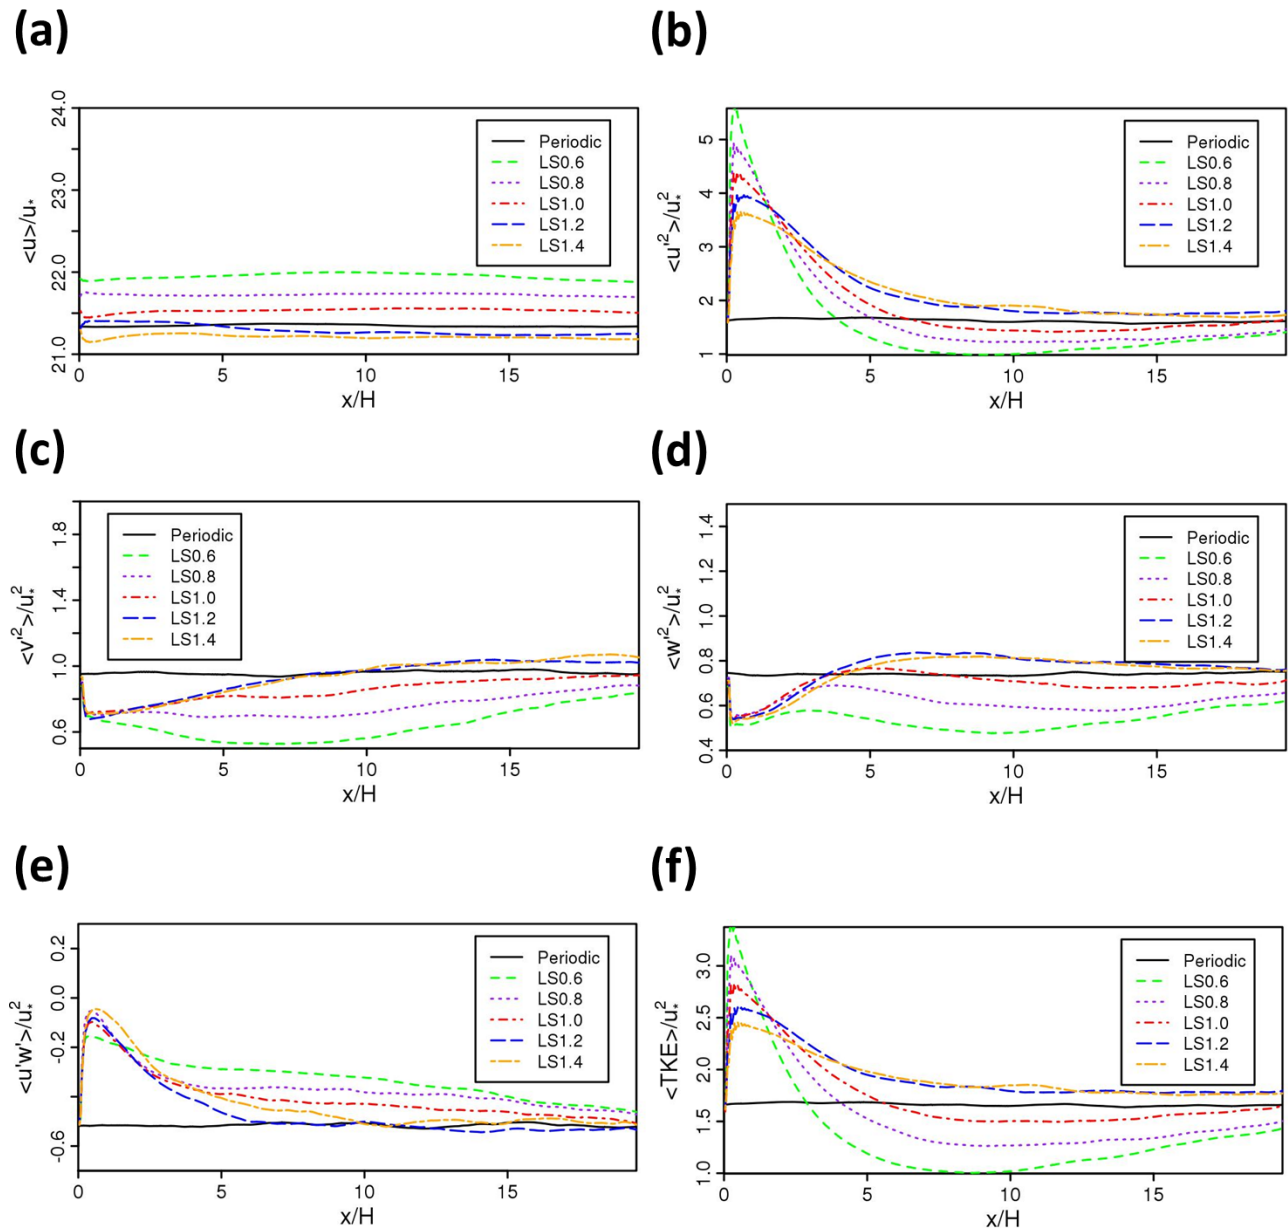 (a)
24.0
23.0
22.0
21.0
<u>/u*
0 5 10 15
x/H
Periodic
LS0.6
LS0.8
LS1.0
LS1.2
LS1.4
(b)
5
4
3
2
1
<u'²>/u*²
0 5 10 15
x/H
Periodic
LS0.6
LS0.8
LS1.0
LS1.2
LS1.4
(c)
1.8
1.4
1.0
0.6
<v'²>/u*²
0 5 10 15
x/H
Periodic
LS0.6
LS0.8
LS1.0
LS1.2
LS1.4
(d)
1.4
1.2
1.0
0.8
0.6
0.4
<w'²>/u*²
0 5 10 15
x/H
Periodic
LS0.6
LS0.8
LS1.0
LS1.2
LS1.4
(e)
0.2
0.0
-0.2
-0.6
<u'w'>/u*²
0 5 10 15
x/H
Periodic
LS0.6
LS0.8
LS1.0
LS1.2
LS1.4
(f)
3.0
2.5
2.0
1.5
1.0
<TKE>/u*²
0 5 10 15
x/H
Periodic
LS0.6
LS0.8
LS1.0
LS1.2
LS1.4